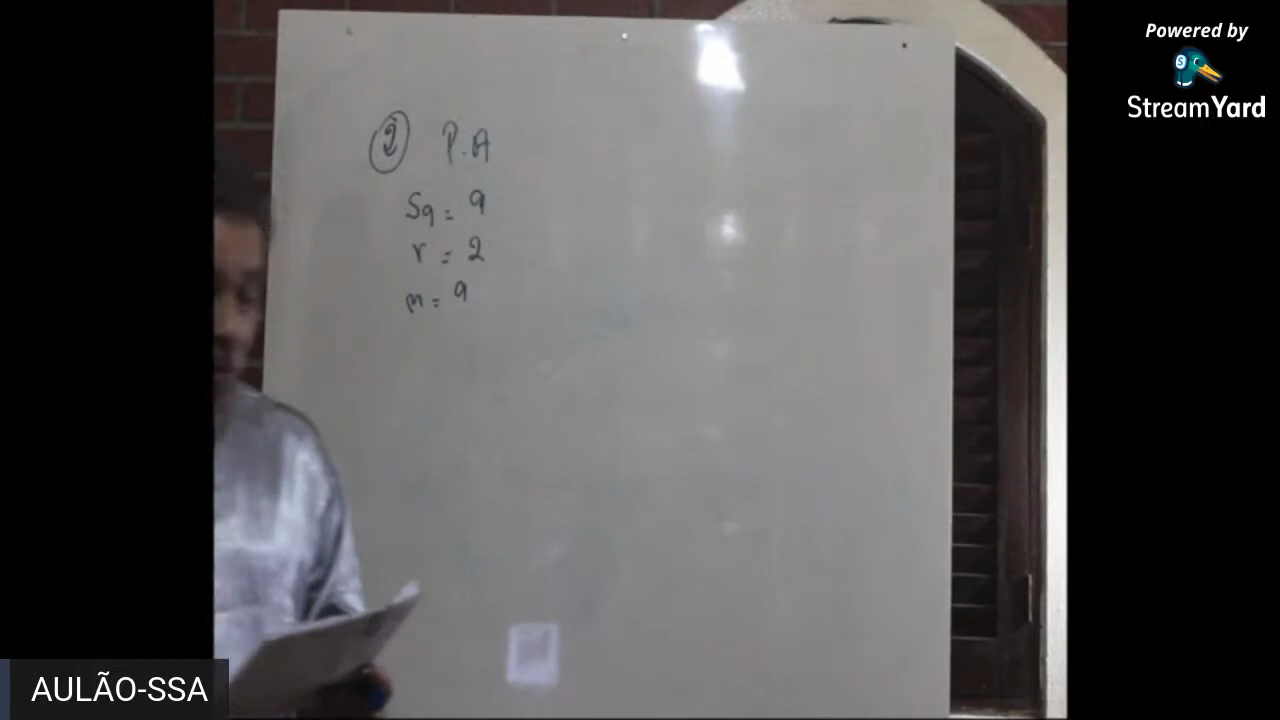 Powered by
StreamYard
2 P.A
S9 = 9
r = 2
n = 9
AULÃO-SSA